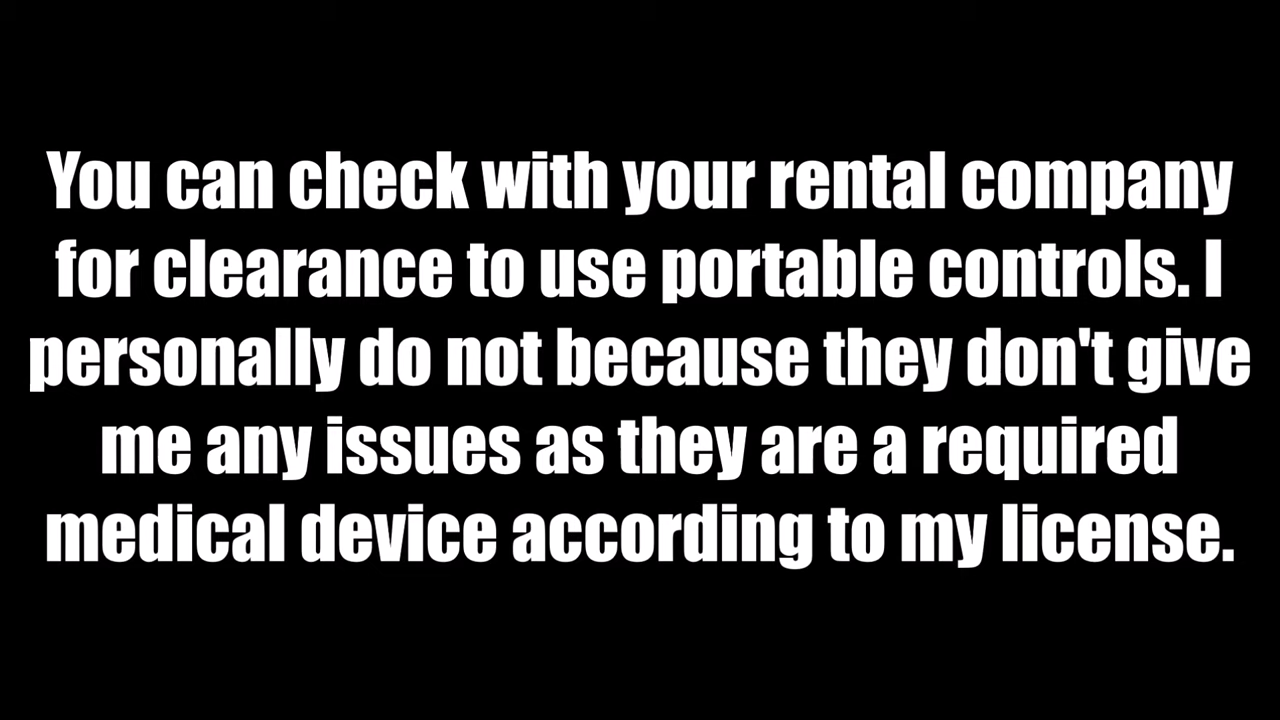 You can check with your rental company
for clearance to use portable controls. I
personally do not because they don't give
me any issues as they are a required
medical device according to my license.